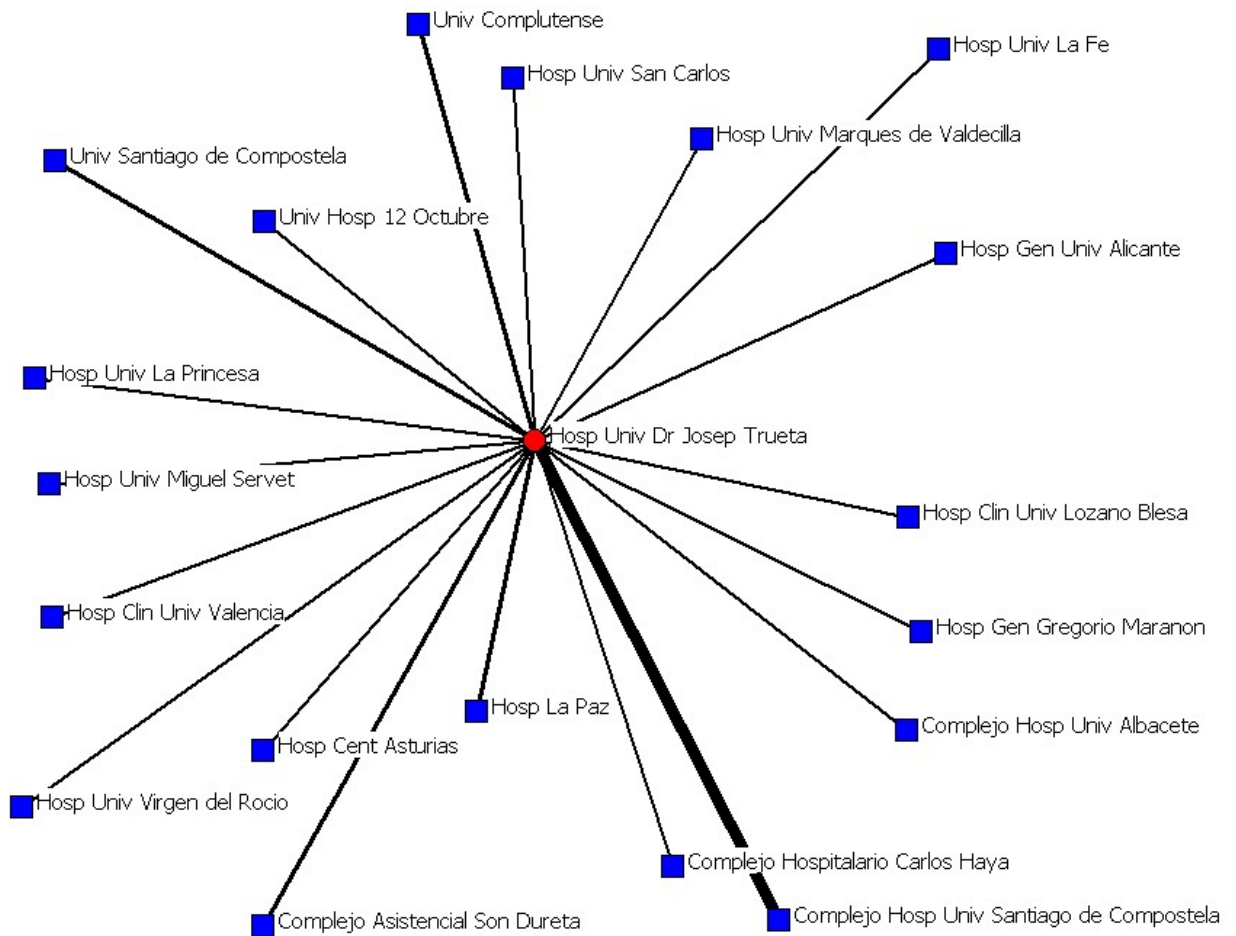 Univ Complutense
Hosp Univ La Fe
Hosp Univ San Carlos
Hosp Univ Marques de Valdecilla
Univ Santiago de Compostela
Univ Hosp 12 Octubre
Hosp Gen Univ Alicante
Hosp Univ La Princesa
Hosp Univ Dr Josep Trueta
Hosp Univ Miguel Servet
Hosp Clin Univ Lozano Blesa
Hosp Clin Univ Valencia
Hosp Gen Gregorio Maranon
Hosp La Paz
Complejo Hosp Univ Albacete
Hosp Cent Asturias
Hosp Univ Virgen del Rocio
Complejo Hospitalario Carlos Haya
Complejo Hosp Univ Santiago de Compostela
Complejo Asistencial Son Dureta